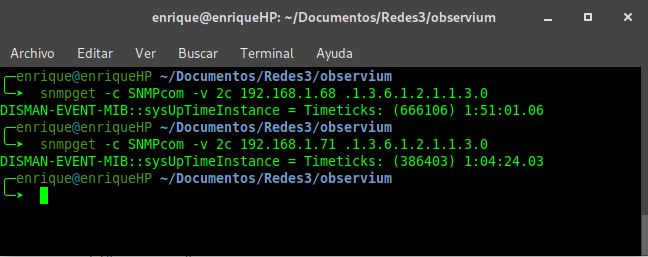 enrique@enriqueHP: ~/Documentos/Redes3/observium
Archivo Editar Ver Buscar Terminal Ayuda
╭─enrique@enriqueHP ~/Documentos/Redes3/observium
╰─➤  snmpget -c SNMPcom -v 2c 192.168.1.68 .1.3.6.1.2.1.1.3.0
DISMAN-EVENT-MIB::sysUpTimeInstance = Timeticks: (666106) 1:51:01.06
╭─enrique@enriqueHP ~/Documentos/Redes3/observium
╰─➤  snmpget -c SNMPcom -v 2c 192.168.1.71 .1.3.6.1.2.1.1.3.0
DISMAN-EVENT-MIB::sysUpTimeInstance = Timeticks: (386403) 1:04:24.03
╭─enrique@enriqueHP ~/Documentos/Redes3/observium
╰─➤